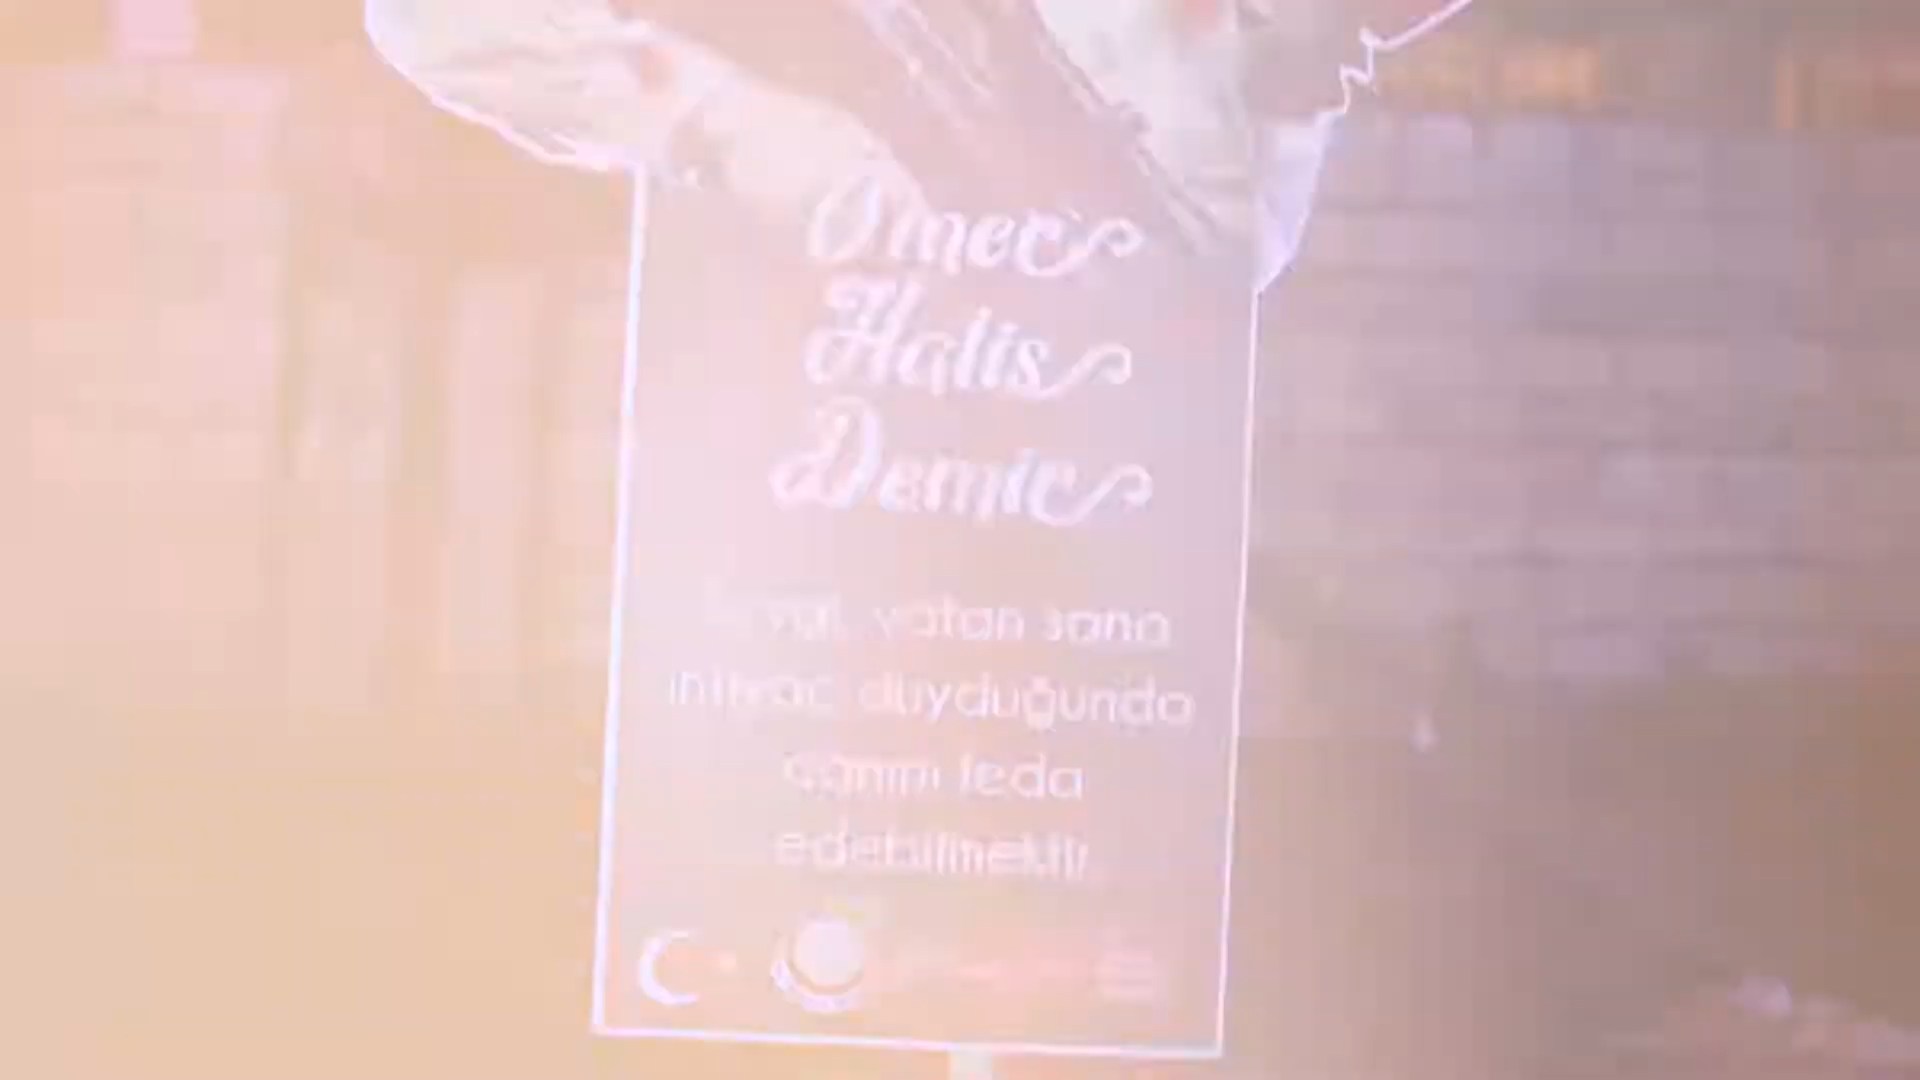 Ömer
Halis
Demir
vatan sana
ihtiyaç duyduğunda
canını feda
edebilmektir.